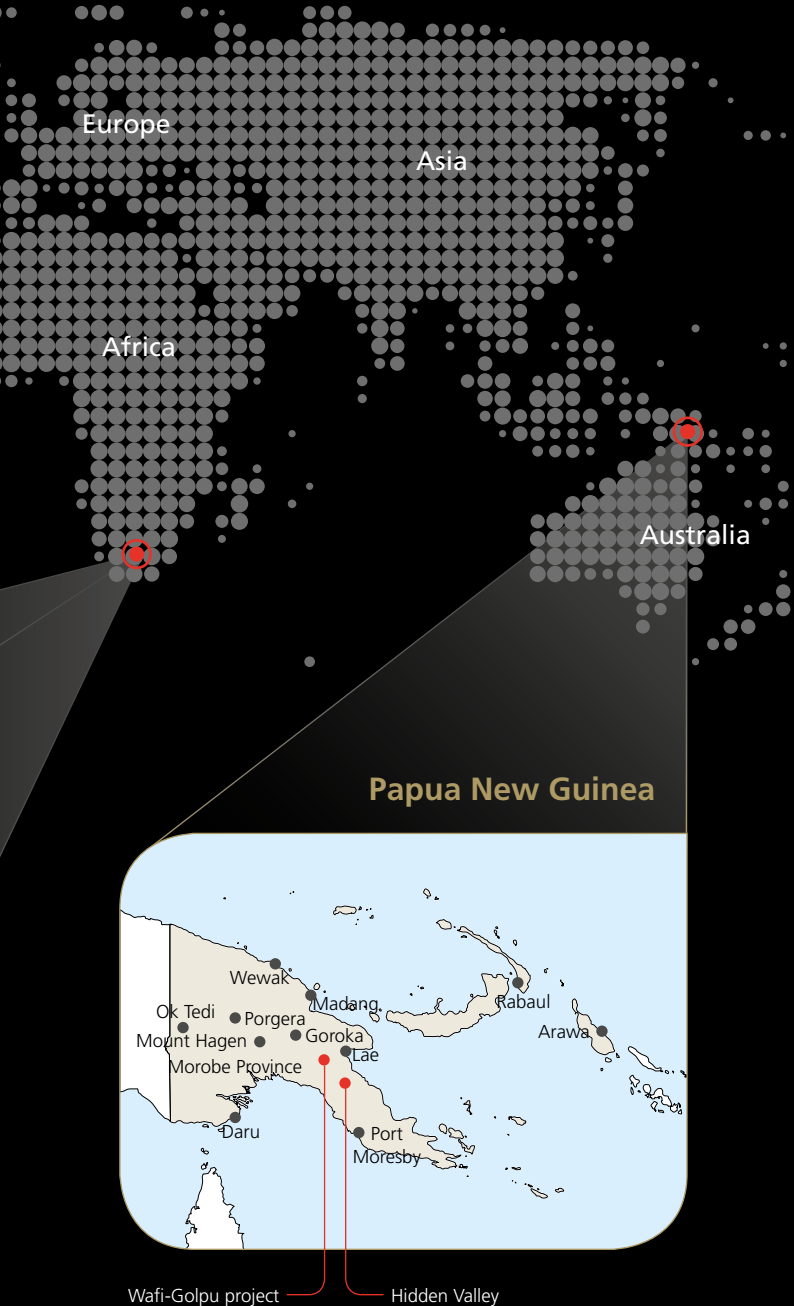 Europe
Asia
Africa
Australia
Papua New Guinea
Wewak
Madang
Rabaul
Ok Tedi
Porgera
Arawa
Goroka
Mount Hagen
Lae
Morobe Province
Daru
Port
Moresby
Wafi-Golpu project
Hidden Valley